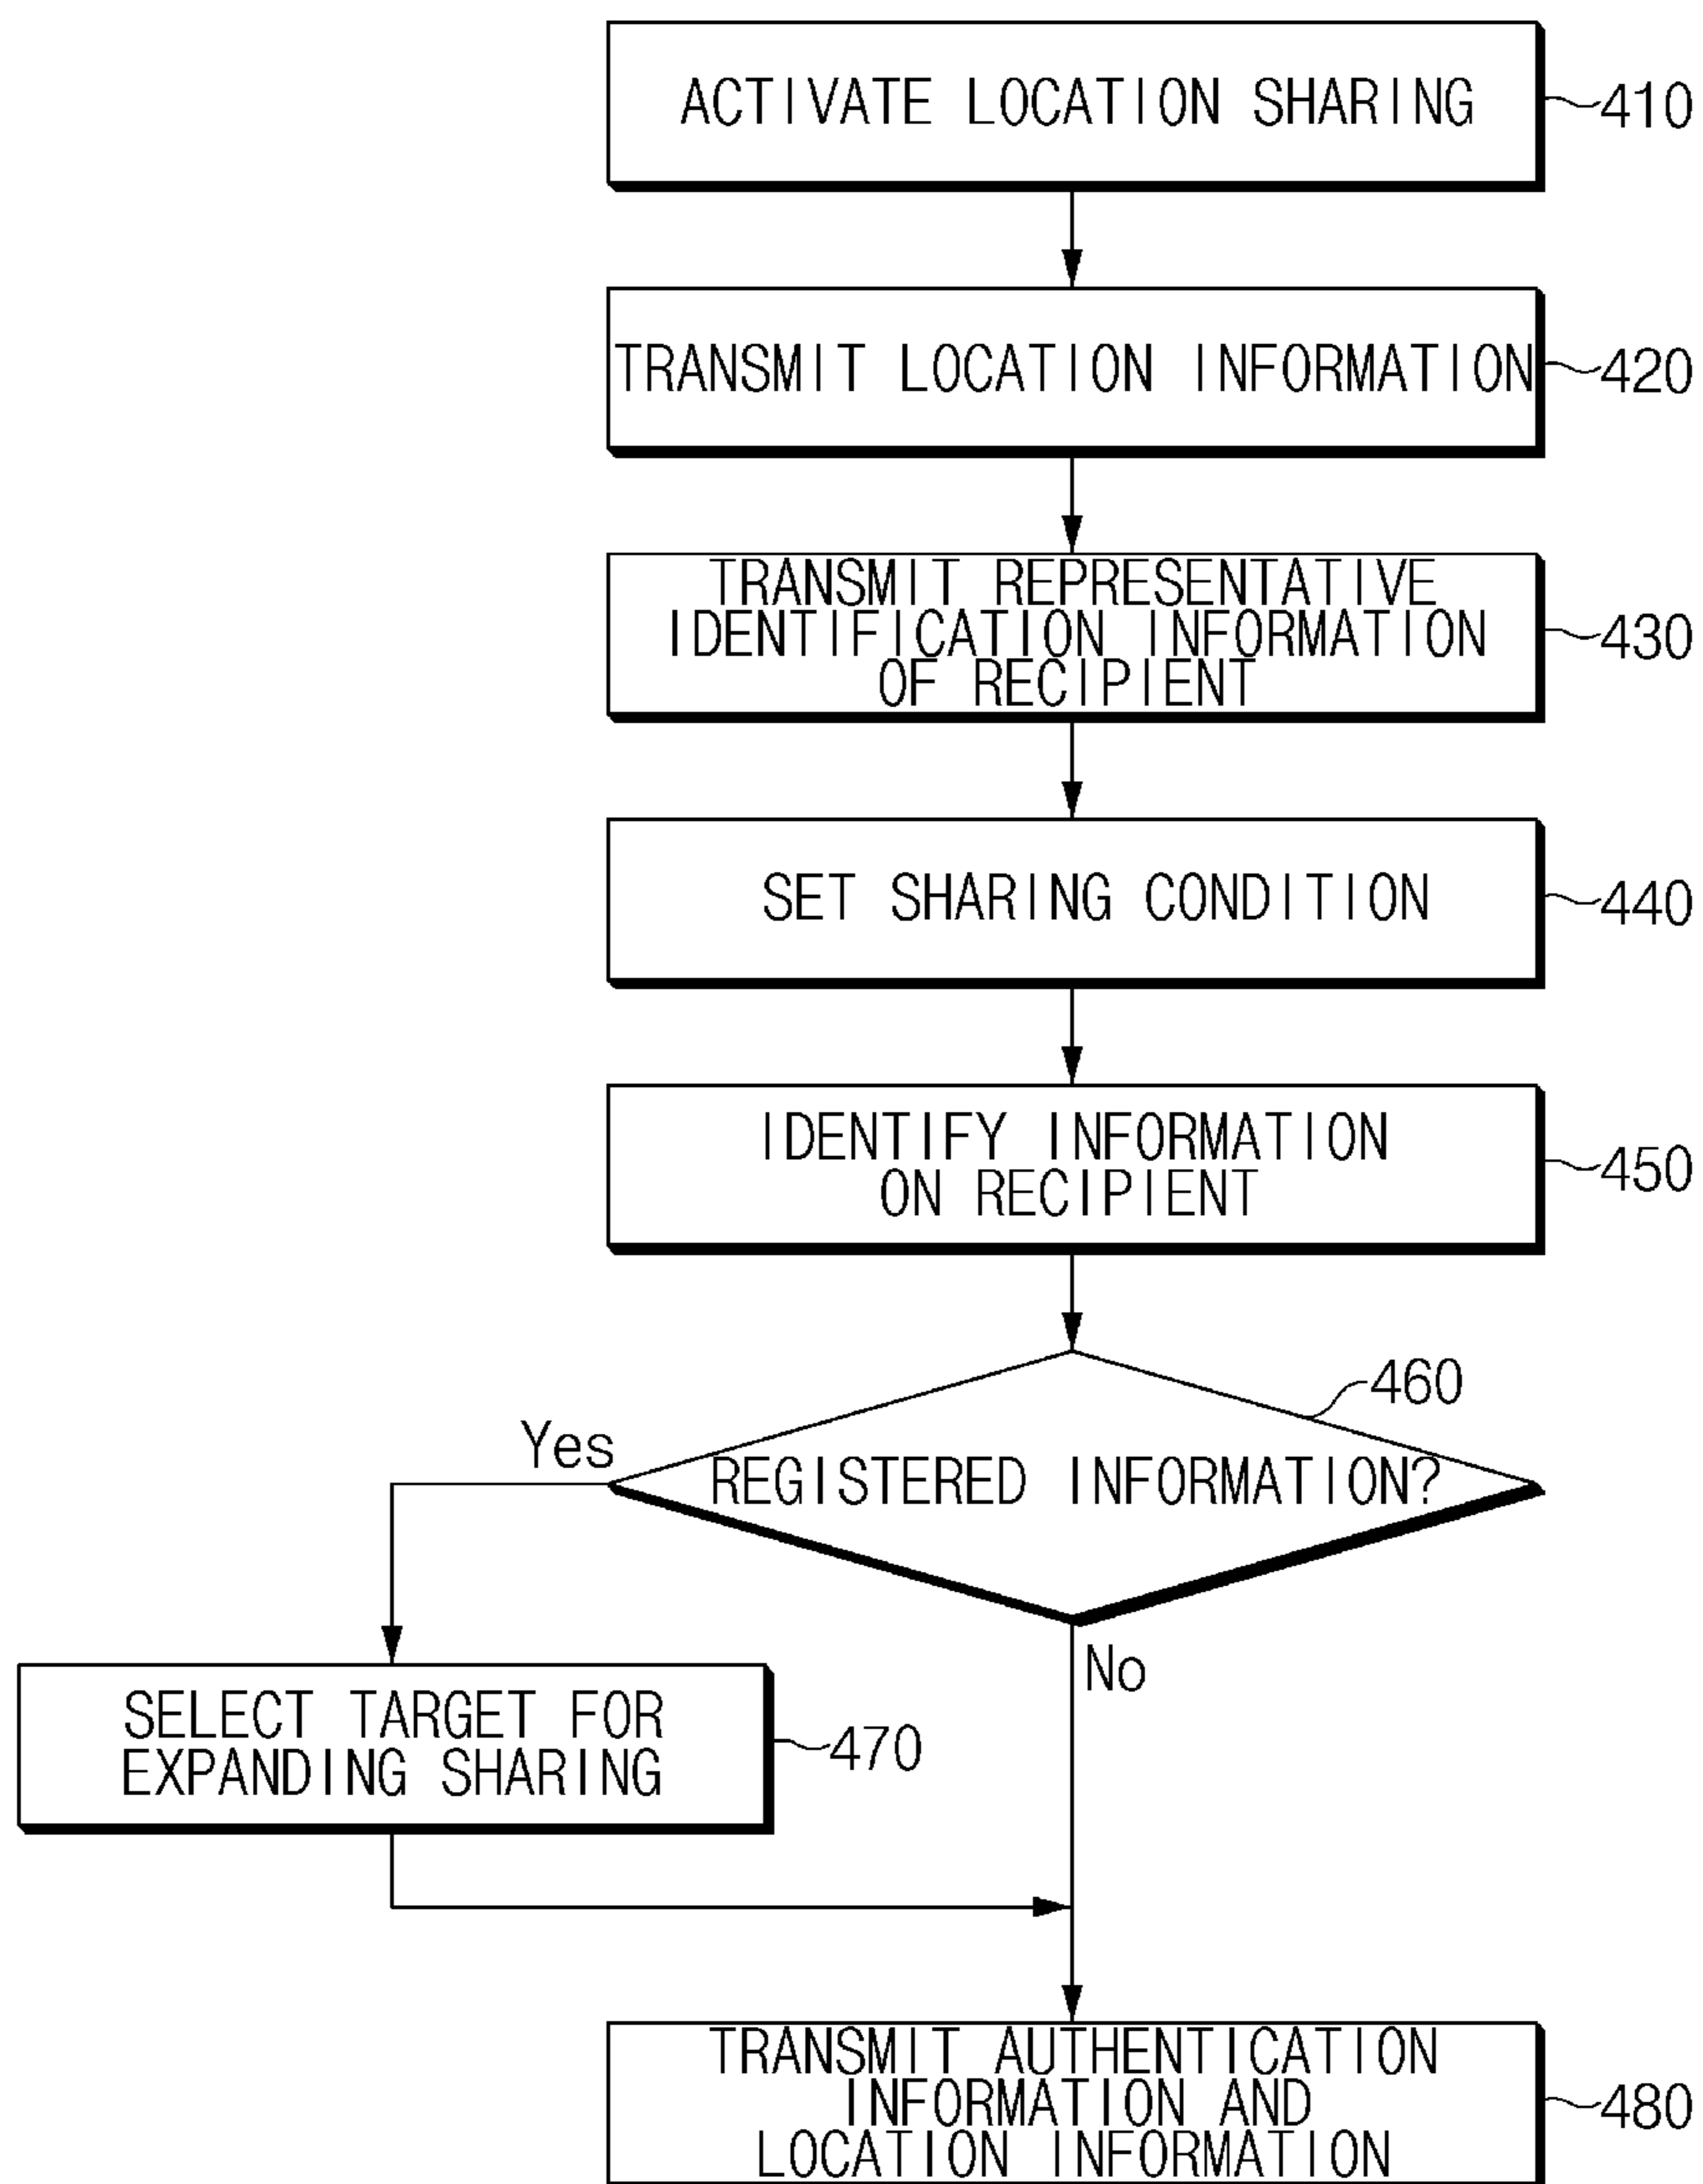 ACTIVATE LOCATION SHARING
410
TRANSMIT LOCATION INFORMATION
420
TRANSMIT REPRESENTATIVE
IDENTIFICATION INFORMATION
OF RECIPIENT
430
SET SHARING CONDITION
440
IDENTIFY INFORMATION
ON RECIPIENT
450
460
Yes
REGISTERED INFORMATION?
No
SELECT TARGET FOR
EXPANDING SHARING
470
TRANSMIT AUTHENTICATION
INFORMATION AND
LOCATION INFORMATION
480